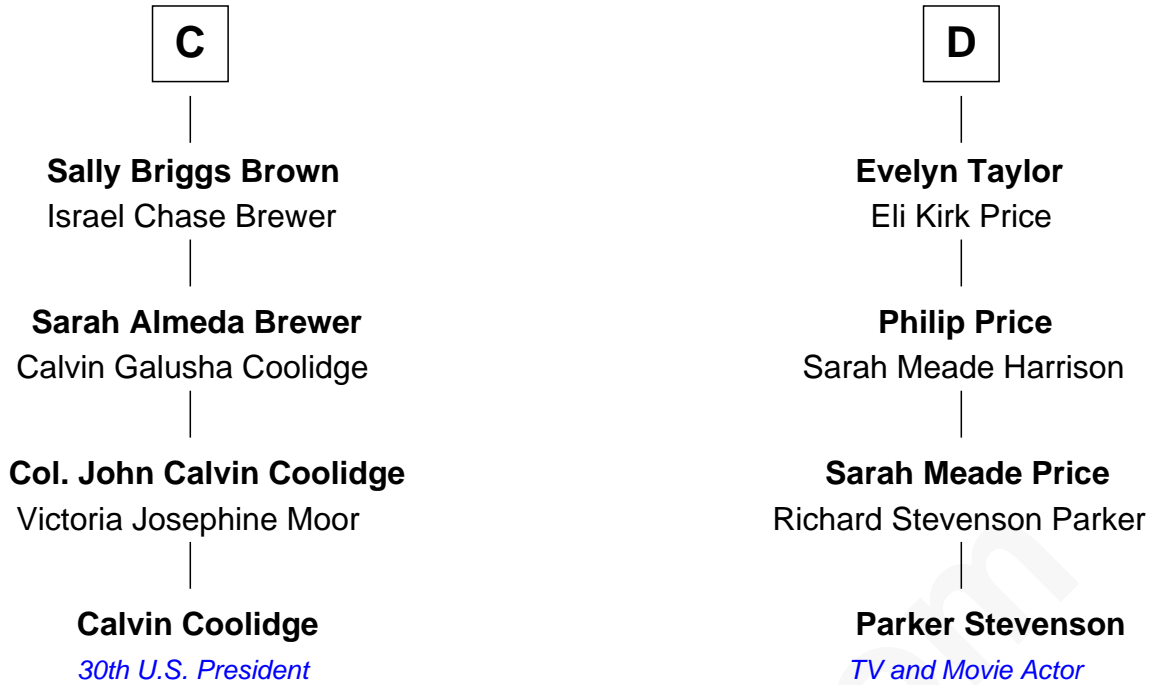 C
Sally Briggs Brown
Israel Chase Brewer
Sarah Almeda Brewer
Calvin Galusha Coolidge
Col. John Calvin Coolidge
Victoria Josephine Moor
Calvin Coolidge
30th U.S. President
D
Evelyn Taylor
Eli Kirk Price
Philip Price
Sarah Meade Harrison
Sarah Meade Price
Richard Stevenson Parker
Parker Stevenson
TV and Movie Actor